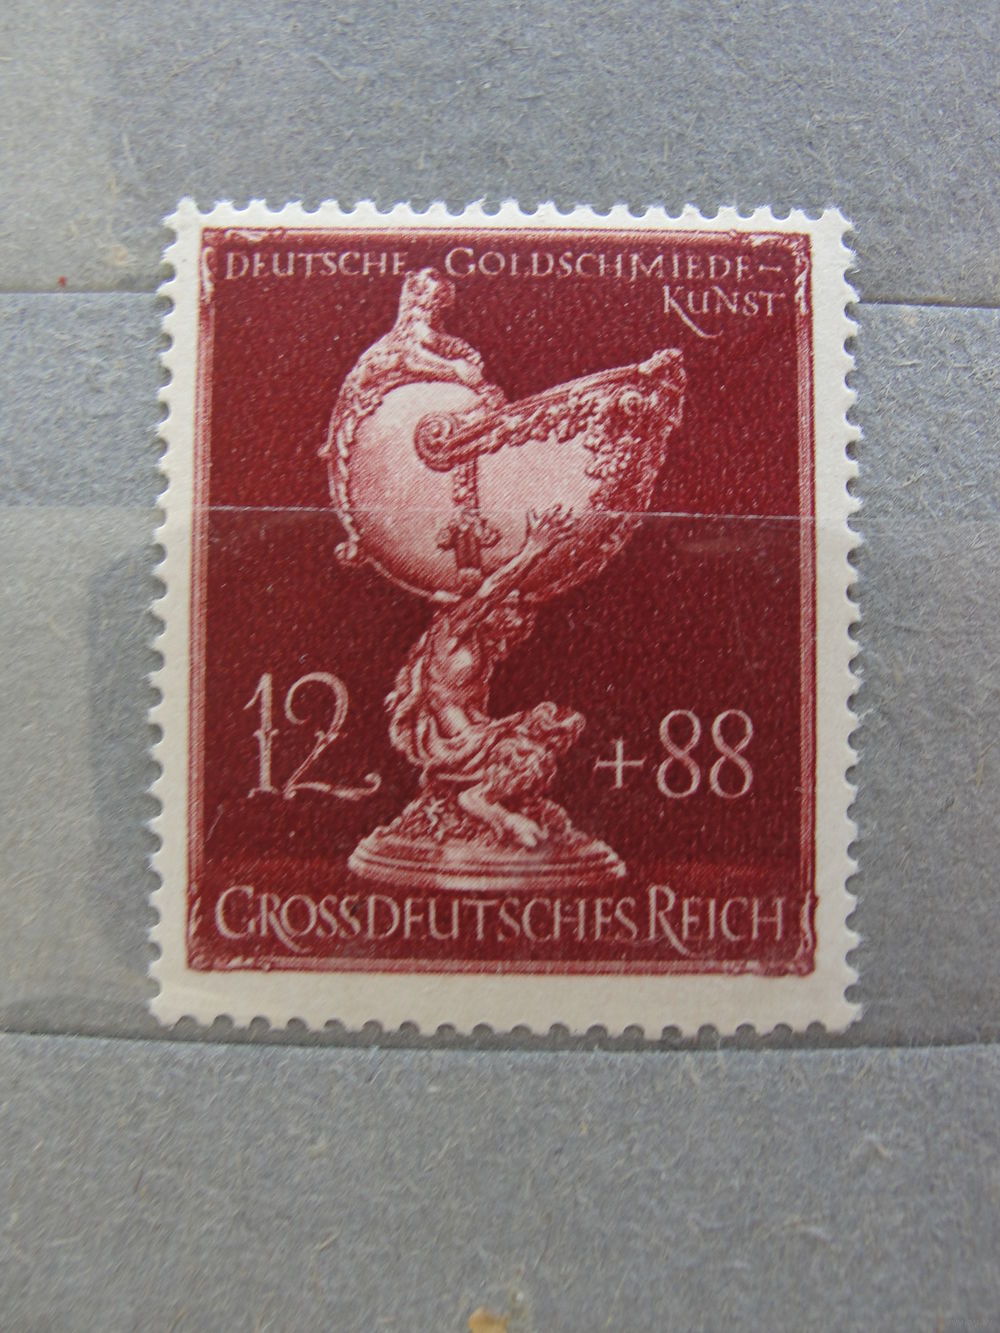 DEUTSCHE GOLDSCHMIEDE-
KUNST
12 +88
GROSSDEUTSCHES REICH